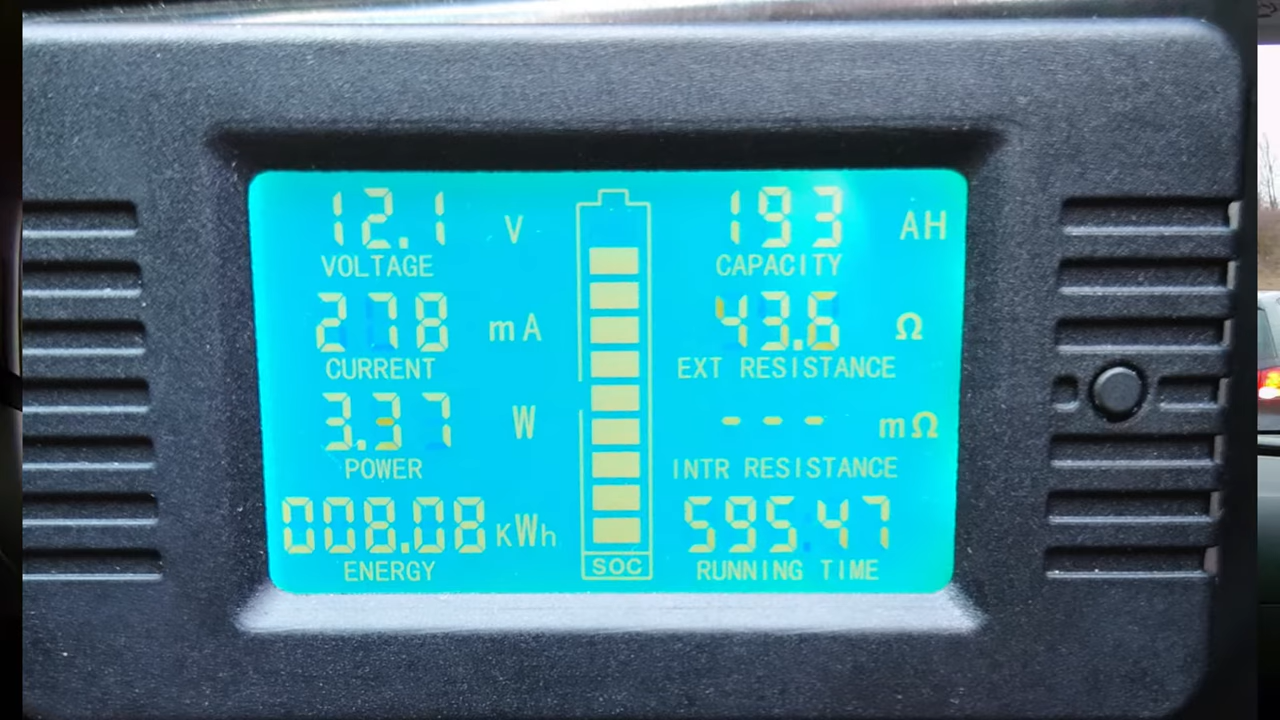 12.1 V
VOLTAGE
278 mA
CURRENT
3.37 W
POWER
008.08 KWh
ENERGY
SOC
193 AH
CAPACITY
43.6 Ω
EXT RESISTANCE
--- mΩ
INTR RESISTANCE
595:47
RUNNING TIME